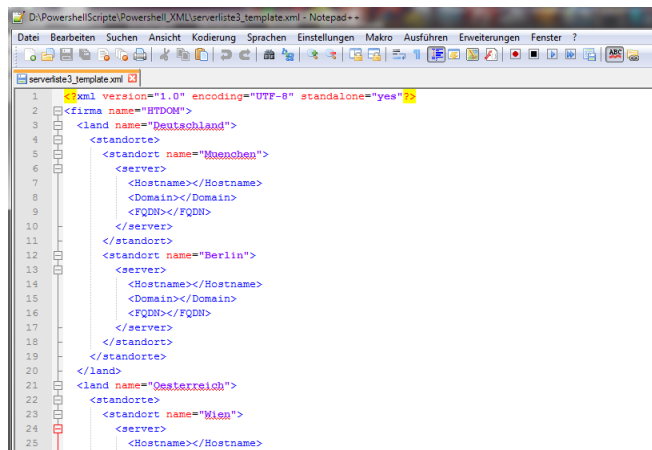 D:\PowershellScripte\Powershell_XML\serverliste3_template.xml - Notepad++
Datei Bearbeiten Suchen Ansicht Kodierung Sprachen Einstellungen Makro Ausführen Erweiterungen Fenster ?
serverliste3_template.xml
1 <?xml version="1.0" encoding="UTF-8" standalone="yes"?>
2 <firma name="HTDOM">
3 <land name="Deutschland">
4 <standorte>
5 <standort name="Muenchen">
6 <server>
7 <Hostname></Hostname>
8 <Domain></Domain>
9 <FQDN></FQDN>
10 </server>
11 </standort>
12 <standort name="Berlin">
13 <server>
14 <Hostname></Hostname>
15 <Domain></Domain>
16 <FQDN></FQDN>
17 </server>
18 </standort>
19 </standorte>
20 </land>
21 <land name="Oesterreich">
22 <standorte>
23 <standort name="Wien">
24 <server>
25 <Hostname></Hostname>